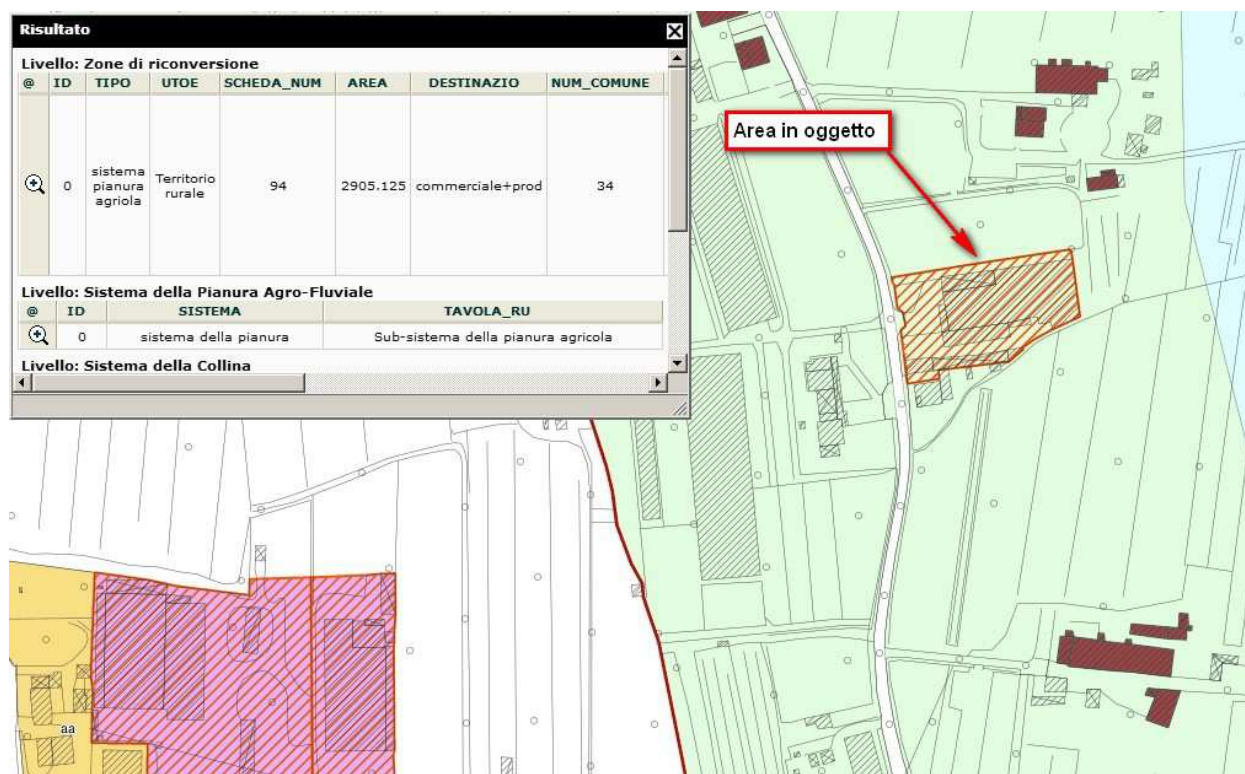 Risultato
Livello: Zone di riconversione
@ ID TIPO UTOE SCHEDA_NUM AREA DESTINAZIO NUM_COMUNE
0 sistema pianura agriola Territorio rurale 94 2905.125 commerciale+prod 34
Livello: Sistema della Pianura Agro-Fluviale
@ ID SISTEMA TAVOLA_RU
0 sistema della pianura Sub-sistema della pianura agricola
Livello: Sistema della Collina
Area in oggetto
s
aa